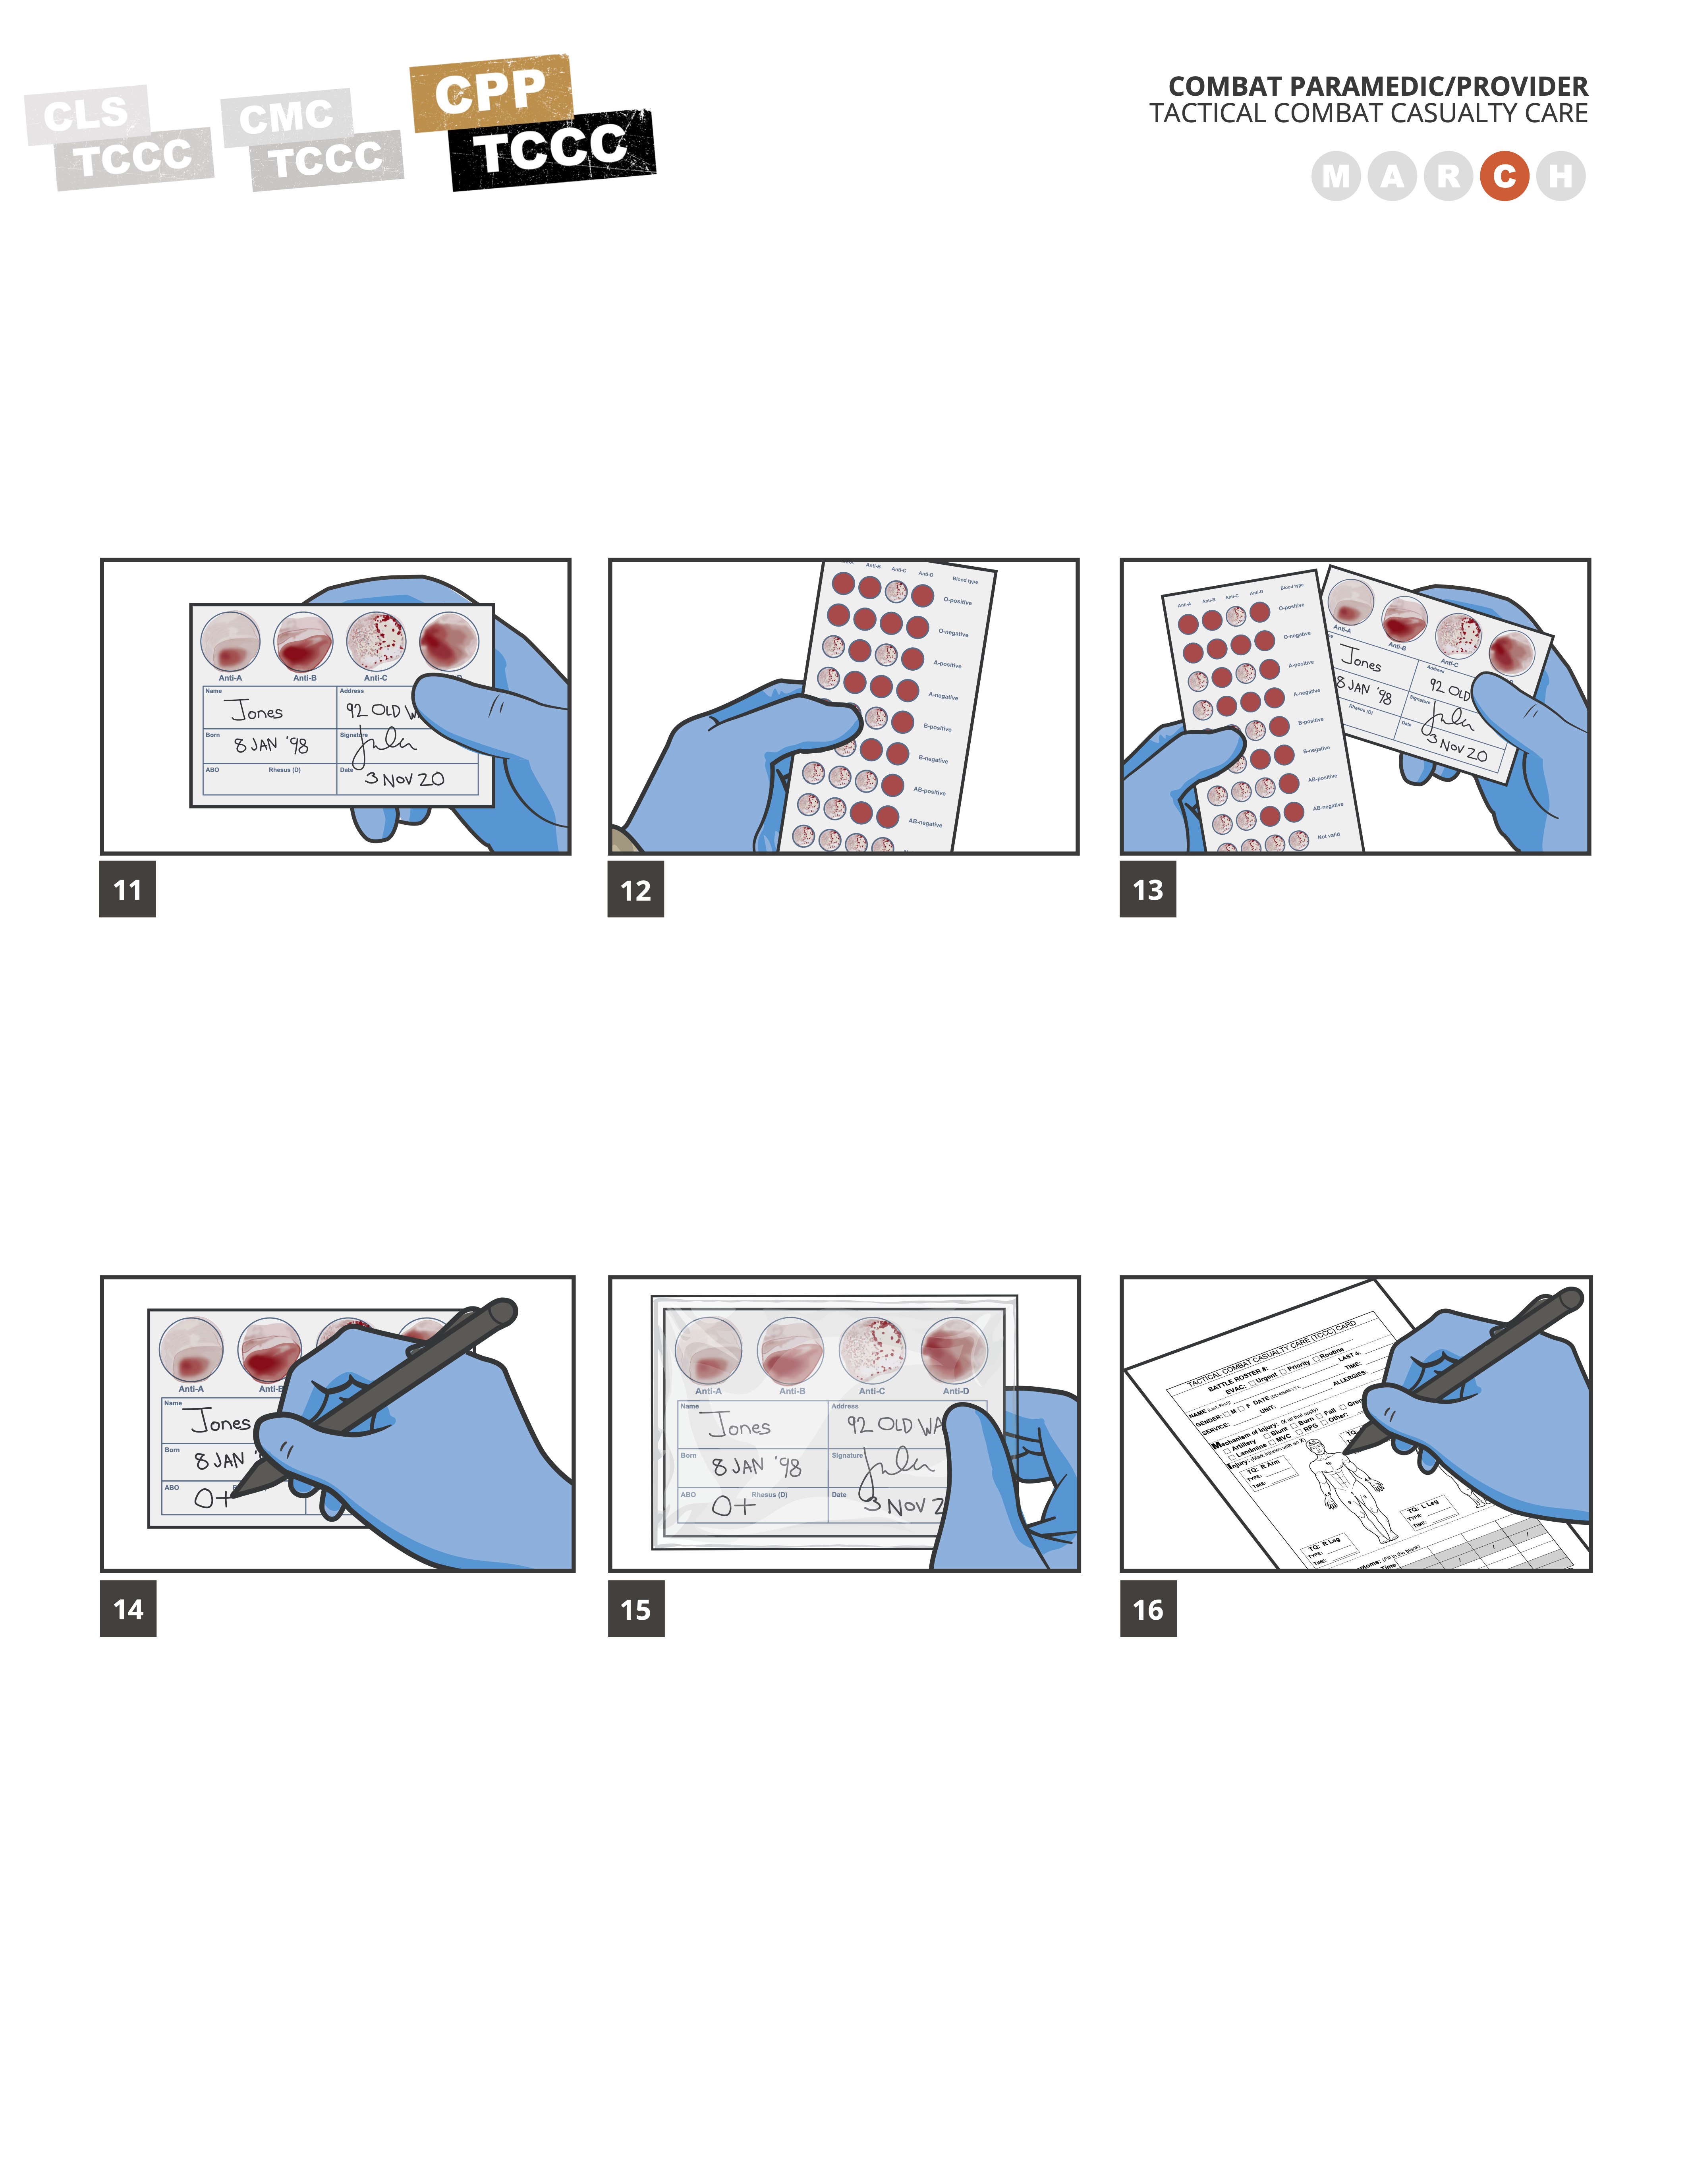 CLS
TCCC
CMC
TCCC
CPP
TCCC
COMBAT PARAMEDIC/PROVIDER
TACTICAL COMBAT CASUALTY CARE
M A R C H
Anti-A Anti-B Anti-C
Name Address
Jones 92 OLD
Born Signature
8 JAN '98
ABO Rhesus (D) Date
3 NOV 20
11
Anti-B Anti-C Anti-D Blood type
O-positive
O-negative
A-positive
A-negative
B-positive
B-negative
AB-positive
AB-negative
12
Anti-A Anti-B Anti-C Anti-D Blood type
O-positive
O-negative
A-positive
A-negative
B-positive
B-negative
AB-positive
AB-negative
Not valid
Anti-A Anti-B Anti-C
Jones Address
92 OLD
8 JAN '98 Signature
Rhesus (D) Date
3 NOV 20
13
Anti-A
Name
Jones
Born
8 JAN
ABO
O+
14
Anti-A Anti-B Anti-C Anti-D
Name Address
Jones 92 OLD WA
Born Signature
8 JAN '98
ABO Rhesus (D) Date
O+ 3 NOV 2
15
TACTICAL COMBAT CASUALTY CARE (TCCC) CARD
BATTLE ROSTER #:
EVAC: Urgent Priority Routine
NAME (Last, First): LAST 4:
GENDER: M F DATE (DD-MMM-YY): TIME:
SERVICE: UNIT: ALLERGIES:
Mechanism of Injury: (X all that apply)
Artillery Blunt Burn Fall
Landmine MVC RPG Other:
Injury: (Mark injuries with an X)
TQ: R Arm
TYPE:
TIME:
TQ: L Leg
TYPE:
TIME:
TQ: R Leg
TYPE:
TIME:
(Fill in the blank)
Time
16